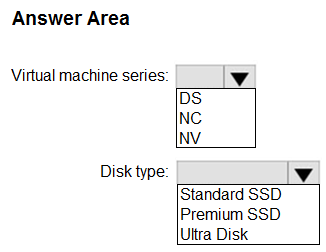 Answer Area
Virtual machine series:
DS
NC
NV
Disk type:
Standard SSD
Premium SSD
Ultra Disk